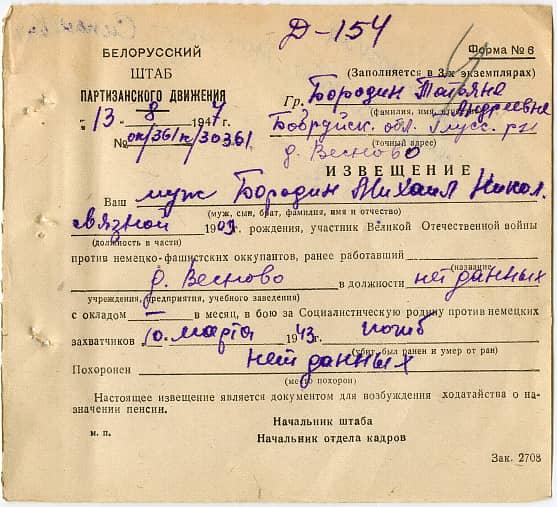 Д-154
БЕЛОРУССКИЙ
ШТАБ
ПАРТИЗАНСКОГО ДВИЖЕНИЯ
"13" 8 1947
№ оп/361п/30361
Форма № 6
(Заполняется в 3-х экземплярах)
Гр. Бородин Татьяне
Андреевне
(фамилия, имя,
Бобруйск. обл. Глусс. р-н
(точный адрес)
д. Весново
ИЗВЕЩЕНИЕ
Ваш муж Бородин Михаил Никол.
(муж, сын, брат, фамилия, имя и отчество)
связной 1909. рождения, участник Великой Отечественной войны
(должность в части)
против немецко-фашистских оккупантов, ранее работавший
(название
д. Весново в должности нет данных
учреждения, предприятия, учебного заведения)
с окладом — в месяц, в бою за Социалистическую родину против немецких
захватчиков 10. марта 1943. погиб
(убит, был ранен и умер от ран)
Похоронен нет данных
(место похорон)
Настоящее извещение является документом для возбуждения ходатайства о на-
значении пенсии.
Начальник штаба
м. п.
Начальник отдела кадров
Зак. 2708